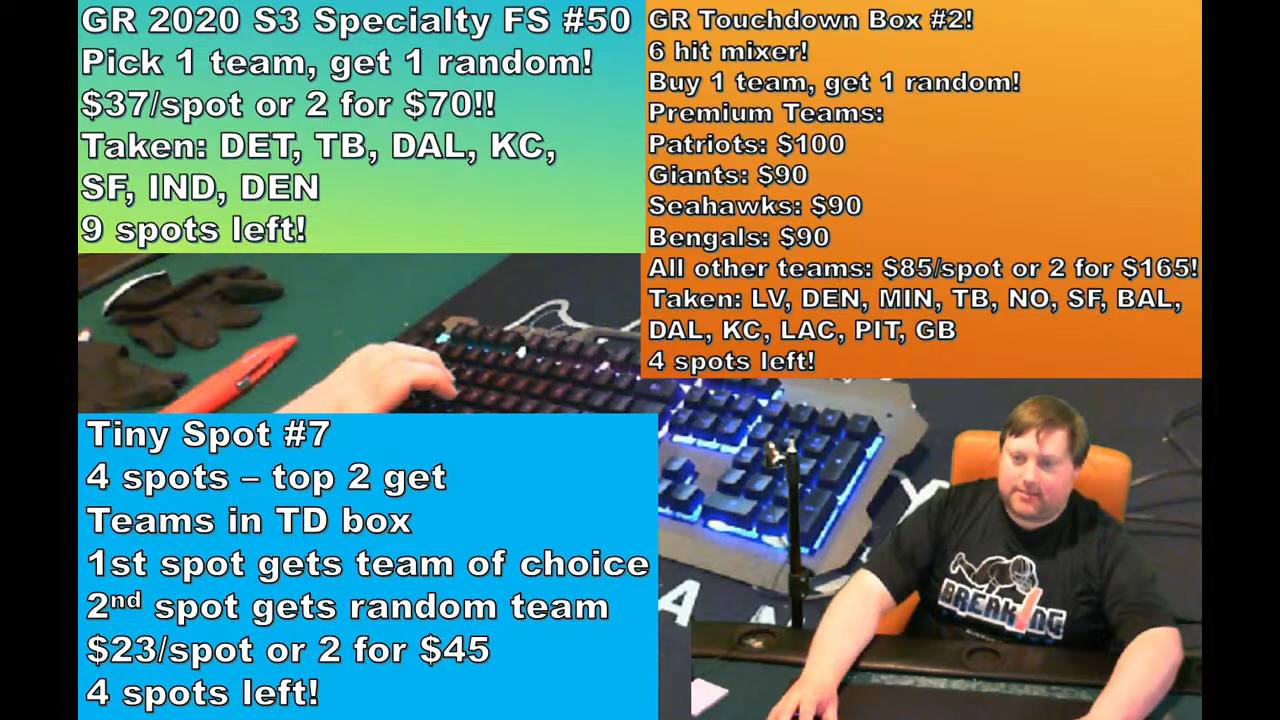 GR 2020 S3 Specialty FS #50
Pick 1 team, get 1 random!
$37/spot or 2 for $70!!
Taken: DET, TB, DAL, KC,
SF, IND, DEN
9 spots left!
GR Touchdown Box #2!
6 hit mixer!
Buy 1 team, get 1 random!
Premium Teams:
Patriots: $100
Giants: $90
Seahawks: $90
Bengals: $90
All other teams: $85/spot or 2 for $165!
Taken: LV, DEN, MIN, TB, NO, SF, BAL,
DAL, KC, LAC, PIT, GB
4 spots left!
Tiny Spot #7
4 spots – top 2 get
Teams in TD box
1st spot gets team of choice
2nd spot gets random team
$23/spot or 2 for $45
4 spots left!
BREAKING